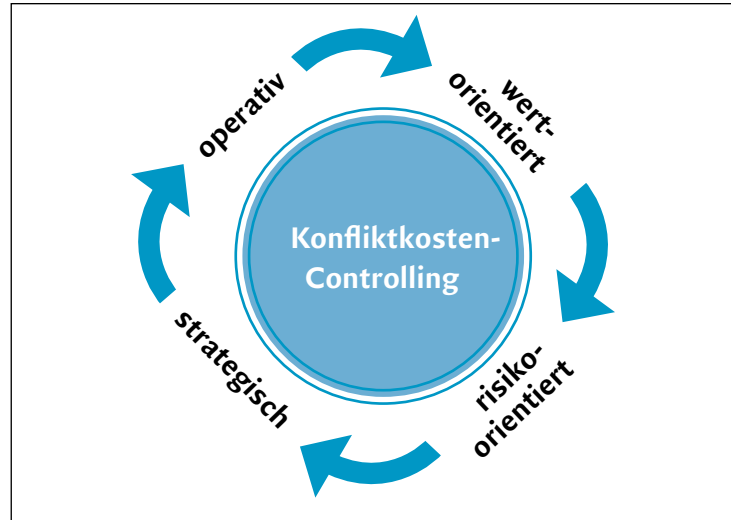 operativ
wert-
orientiert
Konfliktkosten-
Controlling
strategisch
risiko-
orientiert